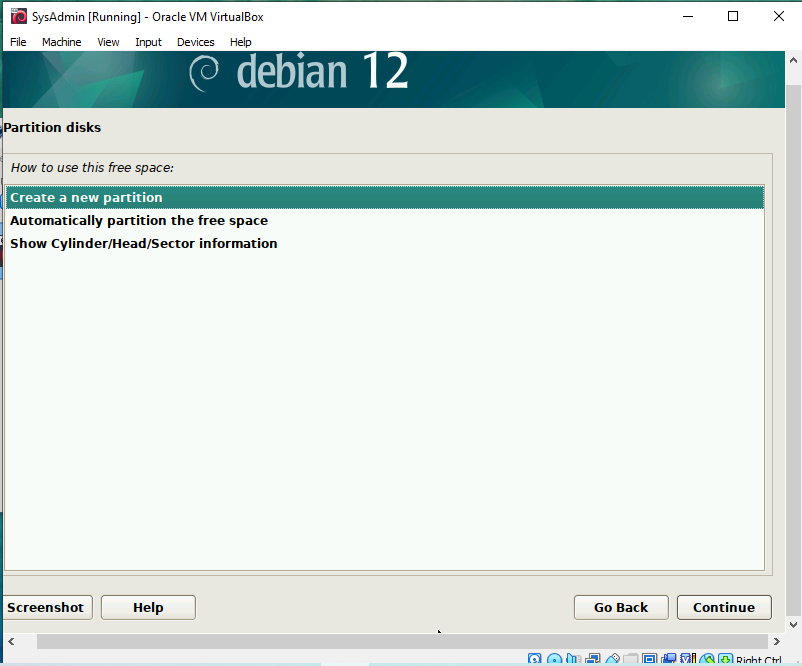 SysAdmin [Running] - Oracle VM VirtualBox
File Machine View Input Devices Help
debian 12
Partition disks
How to use this free space:
Create a new partition
Automatically partition the free space
Show Cylinder/Head/Sector information
Screenshot Help Go Back Continue
Right Ctrl